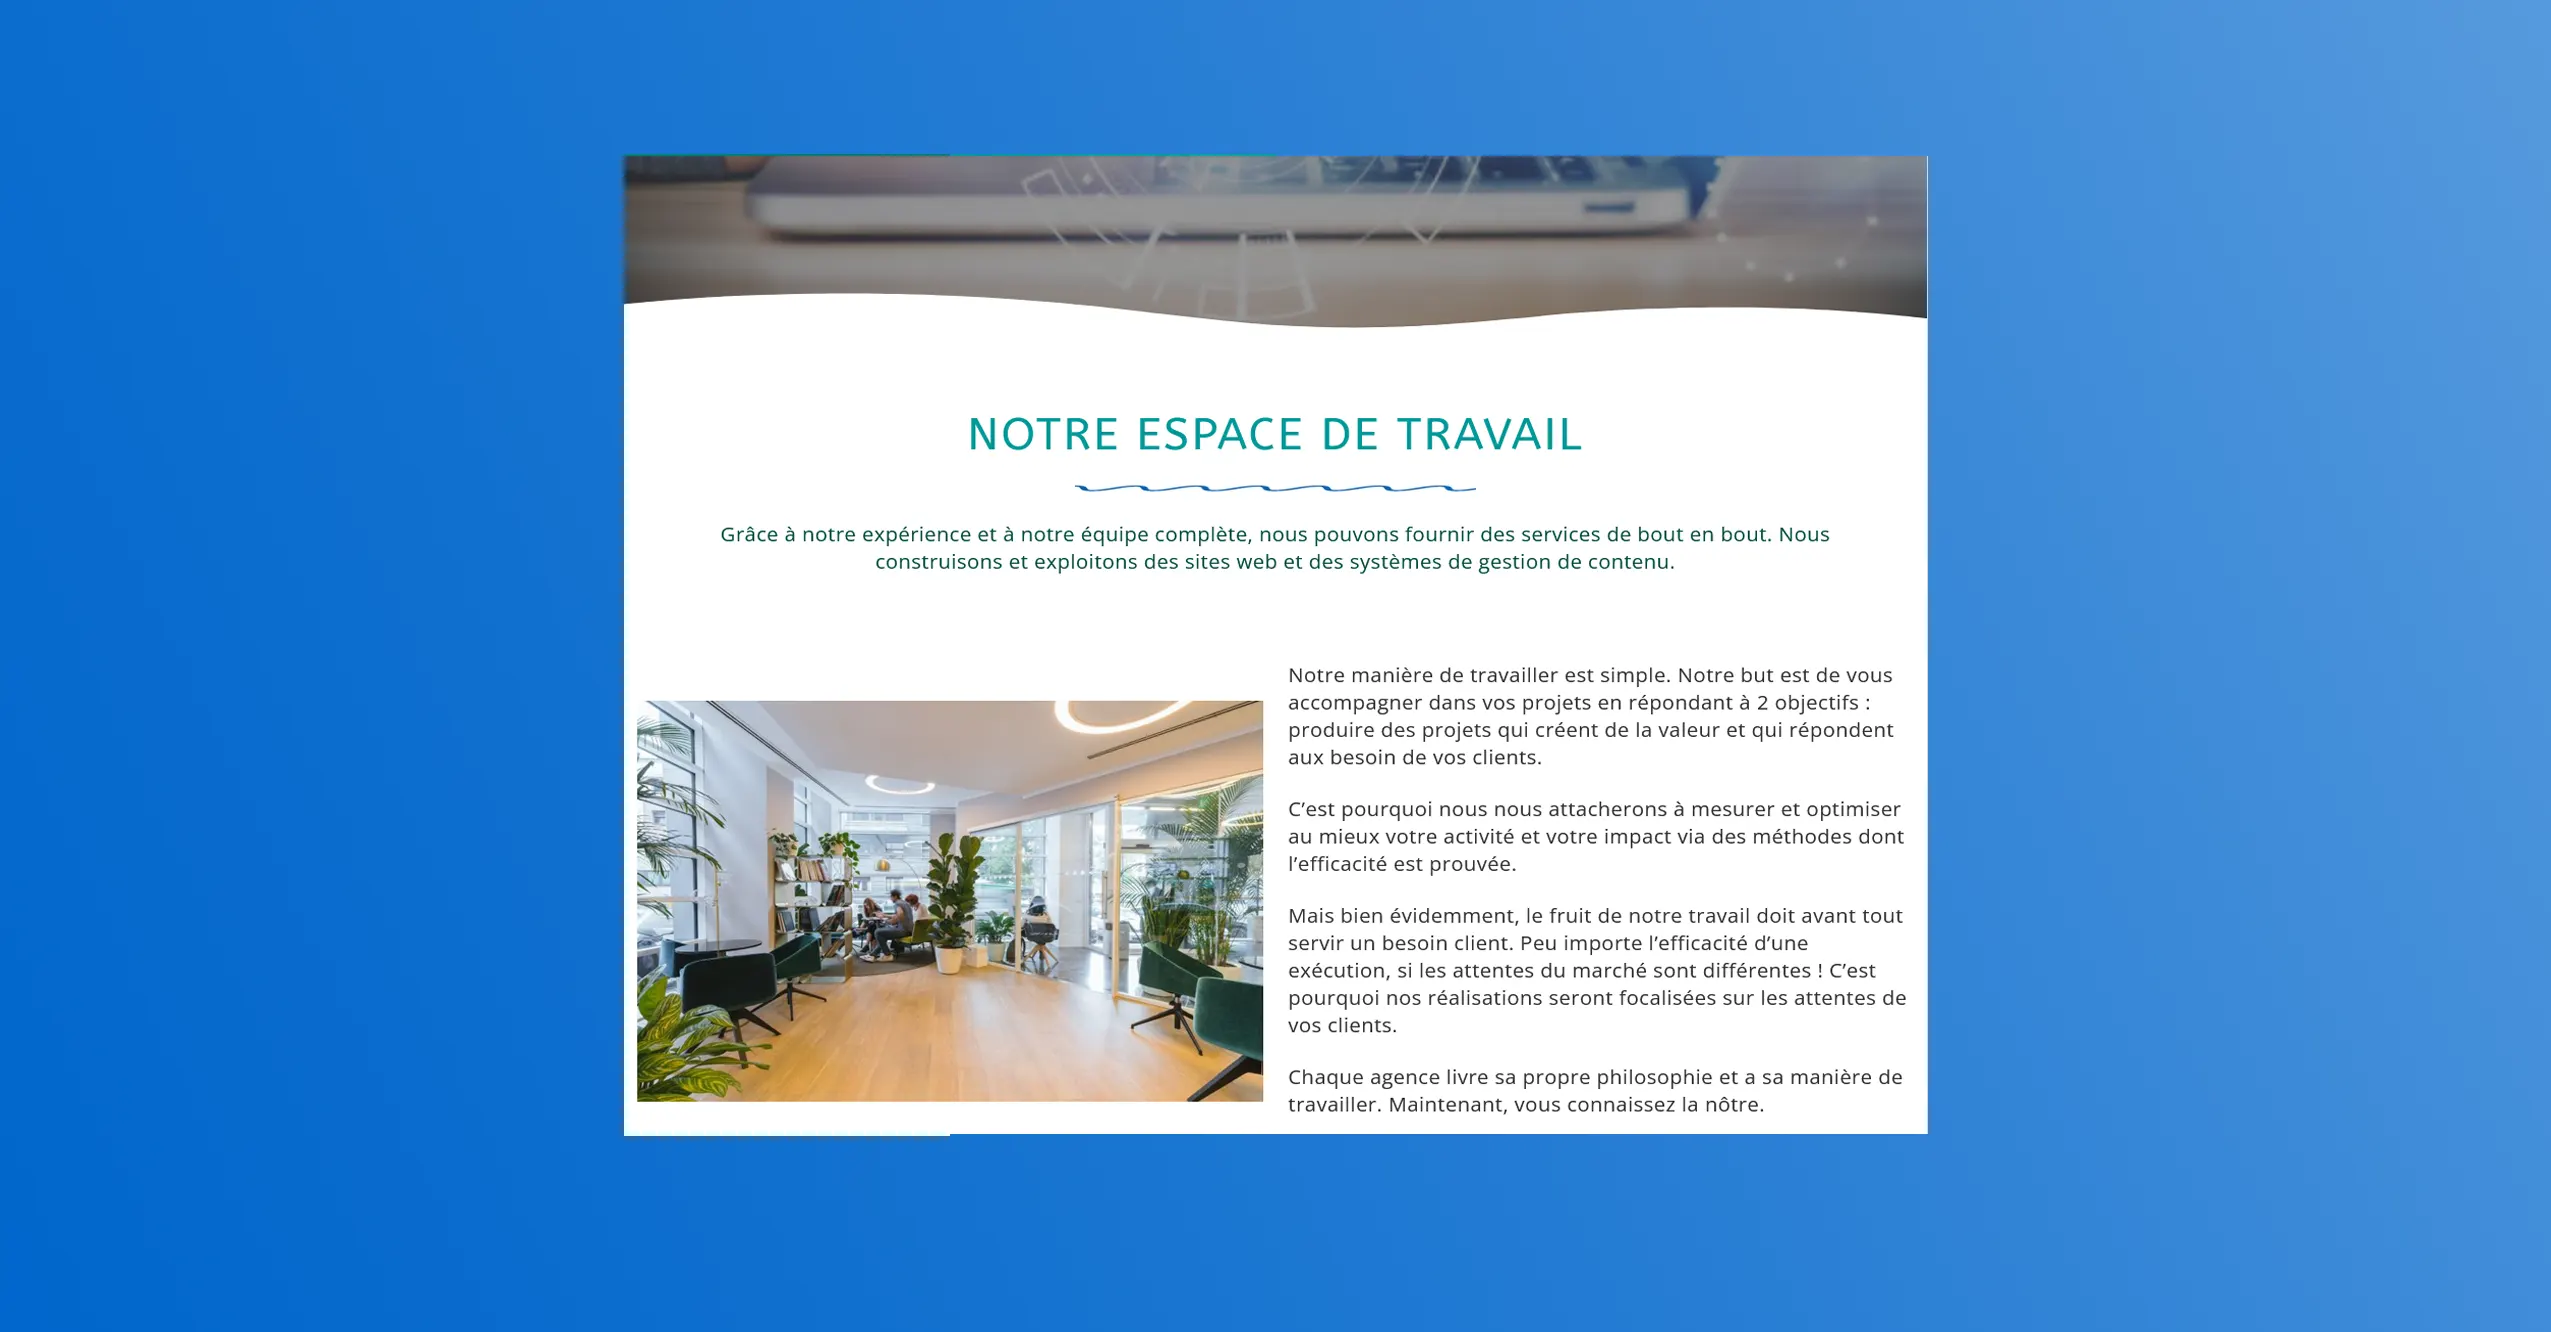 NOTRE ESPACE DE TRAVAIL
Grâce à notre expérience et à notre équipe complète, nous pouvons fournir des services de bout en bout. Nous
construisons et exploitons des sites web et des systèmes de gestion de contenu.
Notre manière de travailler est simple. Notre but est de vous
accompagner dans vos projets en répondant à 2 objectifs :
produire des projets qui créent de la valeur et qui répondent
aux besoin de vos clients.
C’est pourquoi nous nous attacherons à mesurer et optimiser
au mieux votre activité et votre impact via des méthodes dont
l’efficacité est prouvée.
Mais bien évidemment, le fruit de notre travail doit avant tout
servir un besoin client. Peu importe l’efficacité d’une
exécution, si les attentes du marché sont différentes ! C’est
pourquoi nos réalisations seront focalisées sur les attentes de
vos clients.
Chaque agence livre sa propre philosophie et a sa manière de
travailler. Maintenant, vous connaissez la nôtre.